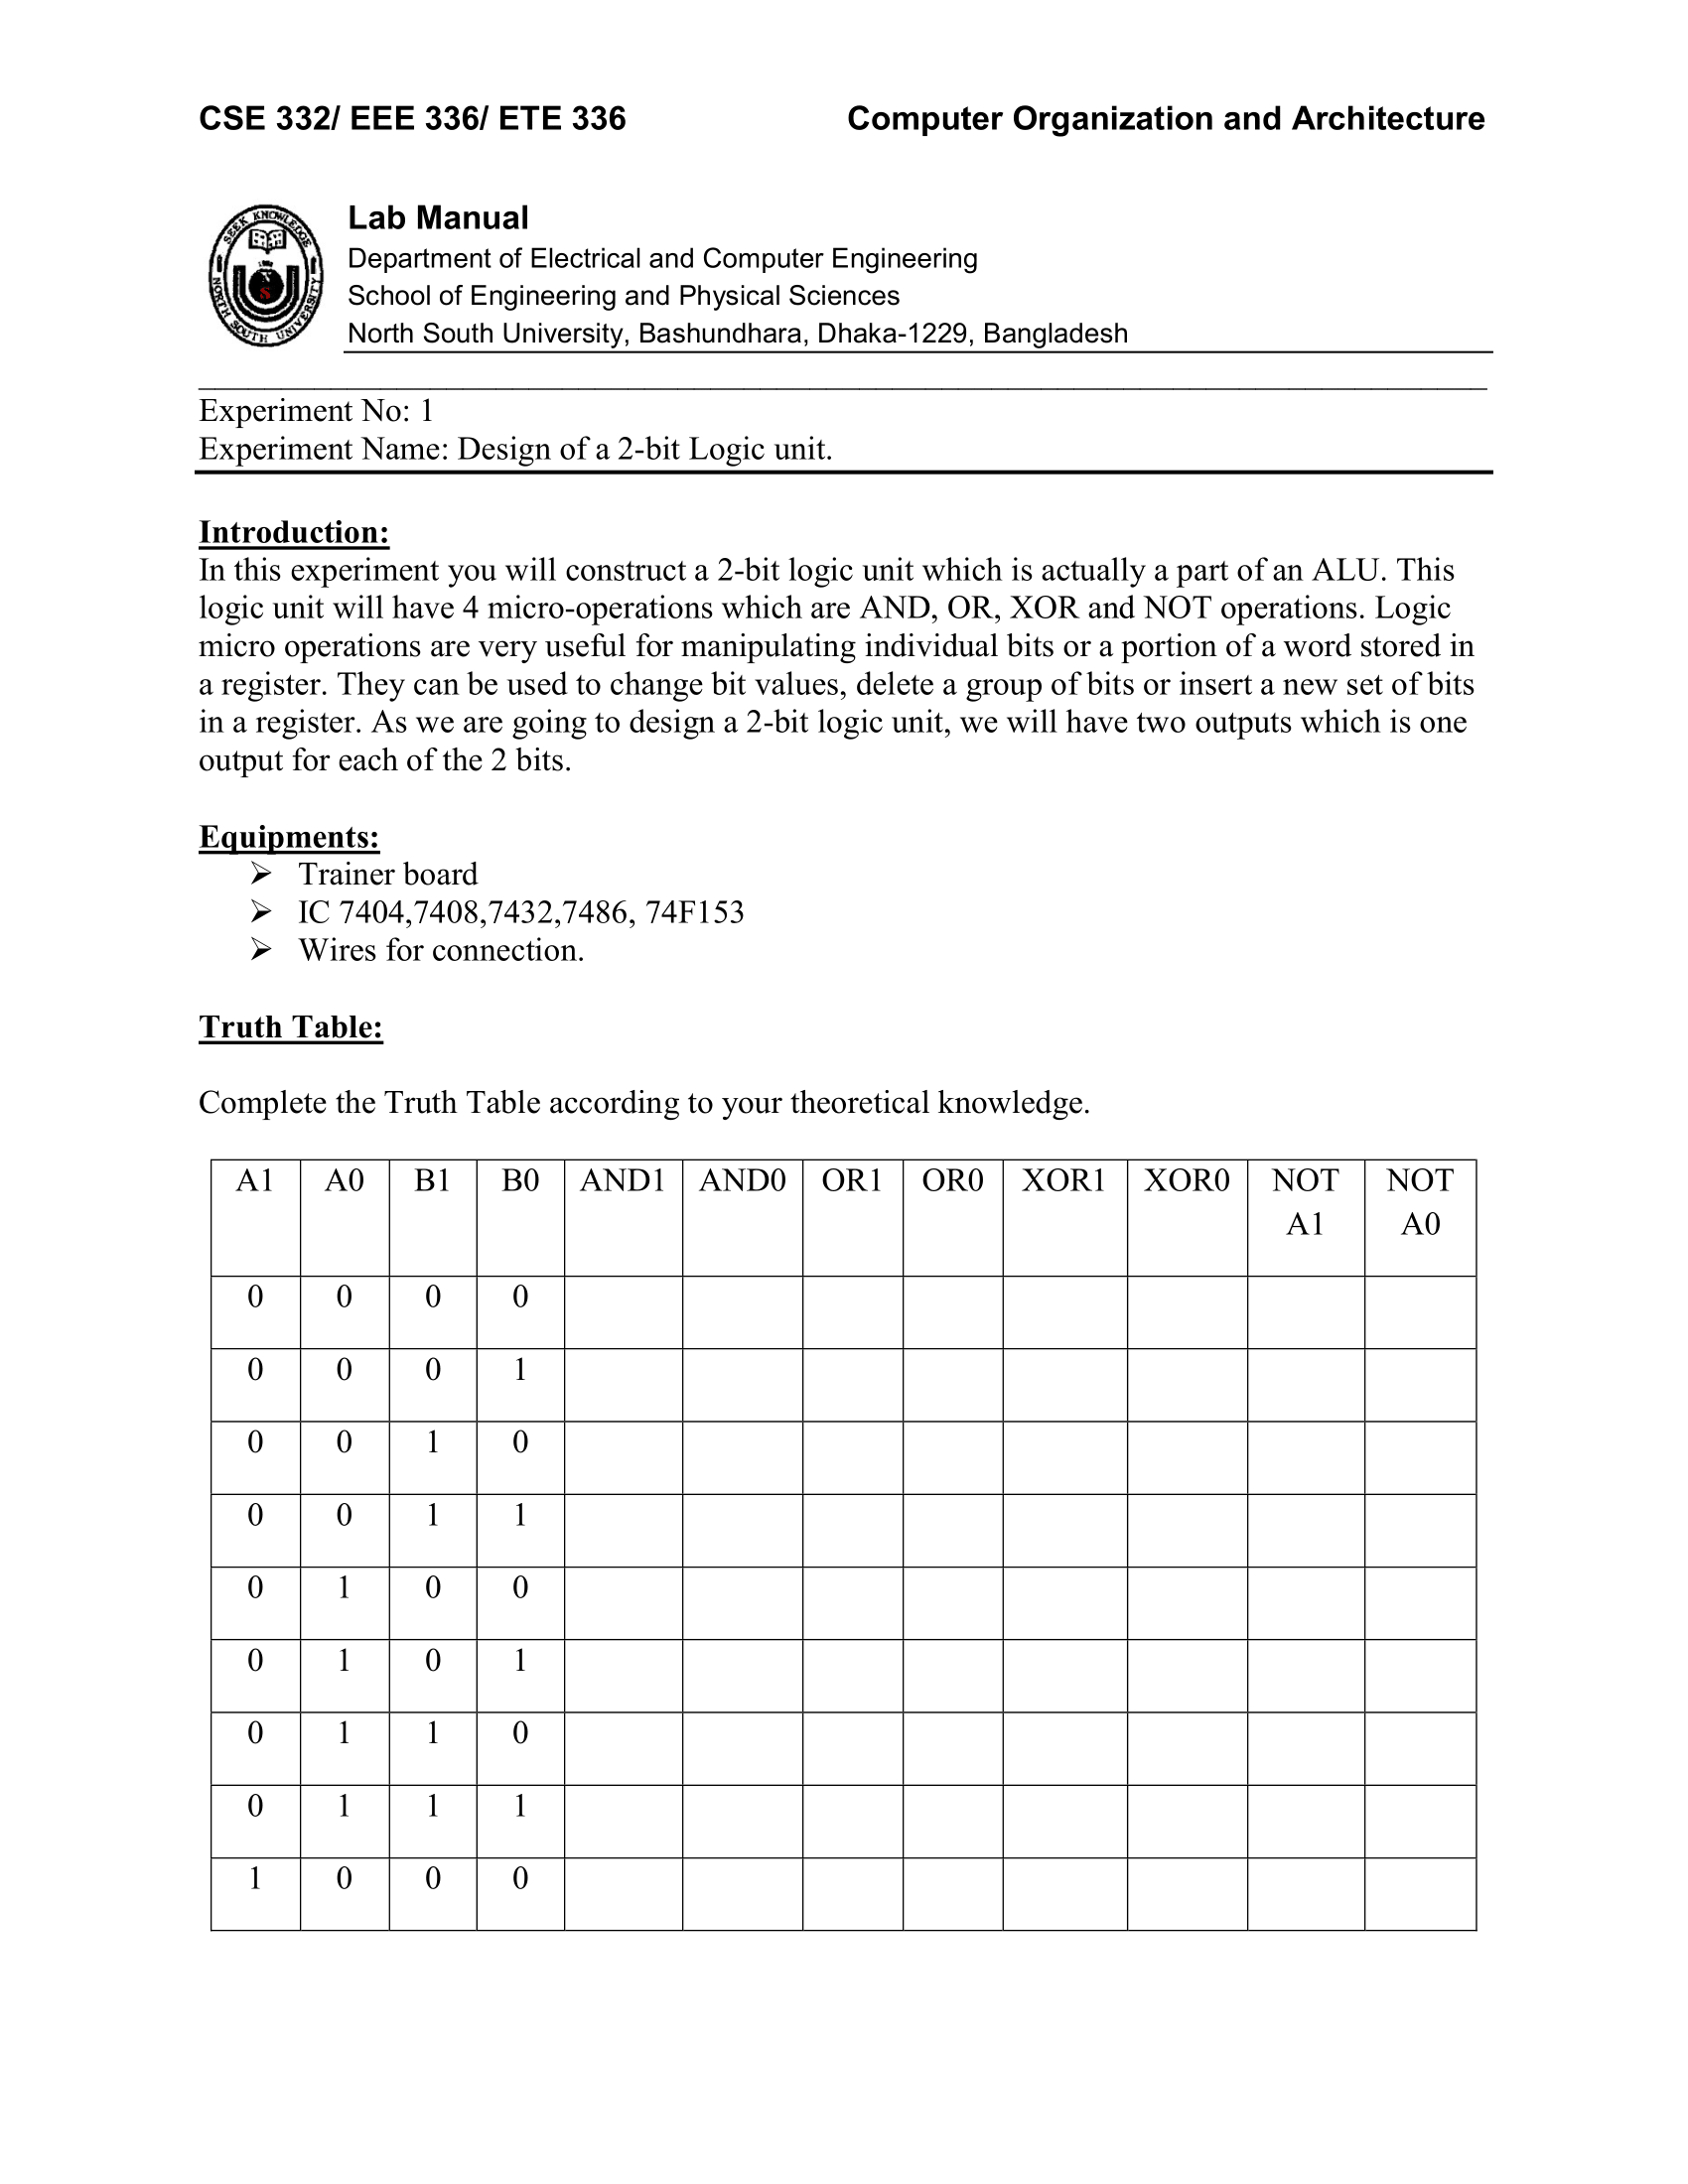 CSE 332/ EEE 336/ ETE 336 Computer Organization and Architecture
SEEK KNOWLEDGE
NORTH SOUTH UNIVERSITY
Lab Manual
Department of Electrical and Computer Engineering
School of Engineering and Physical Sciences
North South University, Bashundhara, Dhaka-1229, Bangladesh
Experiment No: 1
Experiment Name: Design of a 2-bit Logic unit.
Introduction:
In this experiment you will construct a 2-bit logic unit which is actually a part of an ALU. This
logic unit will have 4 micro-operations which are AND, OR, XOR and NOT operations. Logic
micro operations are very useful for manipulating individual bits or a portion of a word stored in
a register. They can be used to change bit values, delete a group of bits or insert a new set of bits
in a register. As we are going to design a 2-bit logic unit, we will have two outputs which is one
output for each of the 2 bits.
Equipments:
➢ Trainer board
➢ IC 7404,7408,7432,7486, 74F153
➢ Wires for connection.
Truth Table:
Complete the Truth Table according to your theoretical knowledge.
A1 A0 B1 B0 AND1 AND0 OR1 OR0 XOR1 XOR0 NOT A1 NOT A0
0 0 0 0
0 0 0 1
0 0 1 0
0 0 1 1
0 1 0 0
0 1 0 1
0 1 1 0
0 1 1 1
1 0 0 0